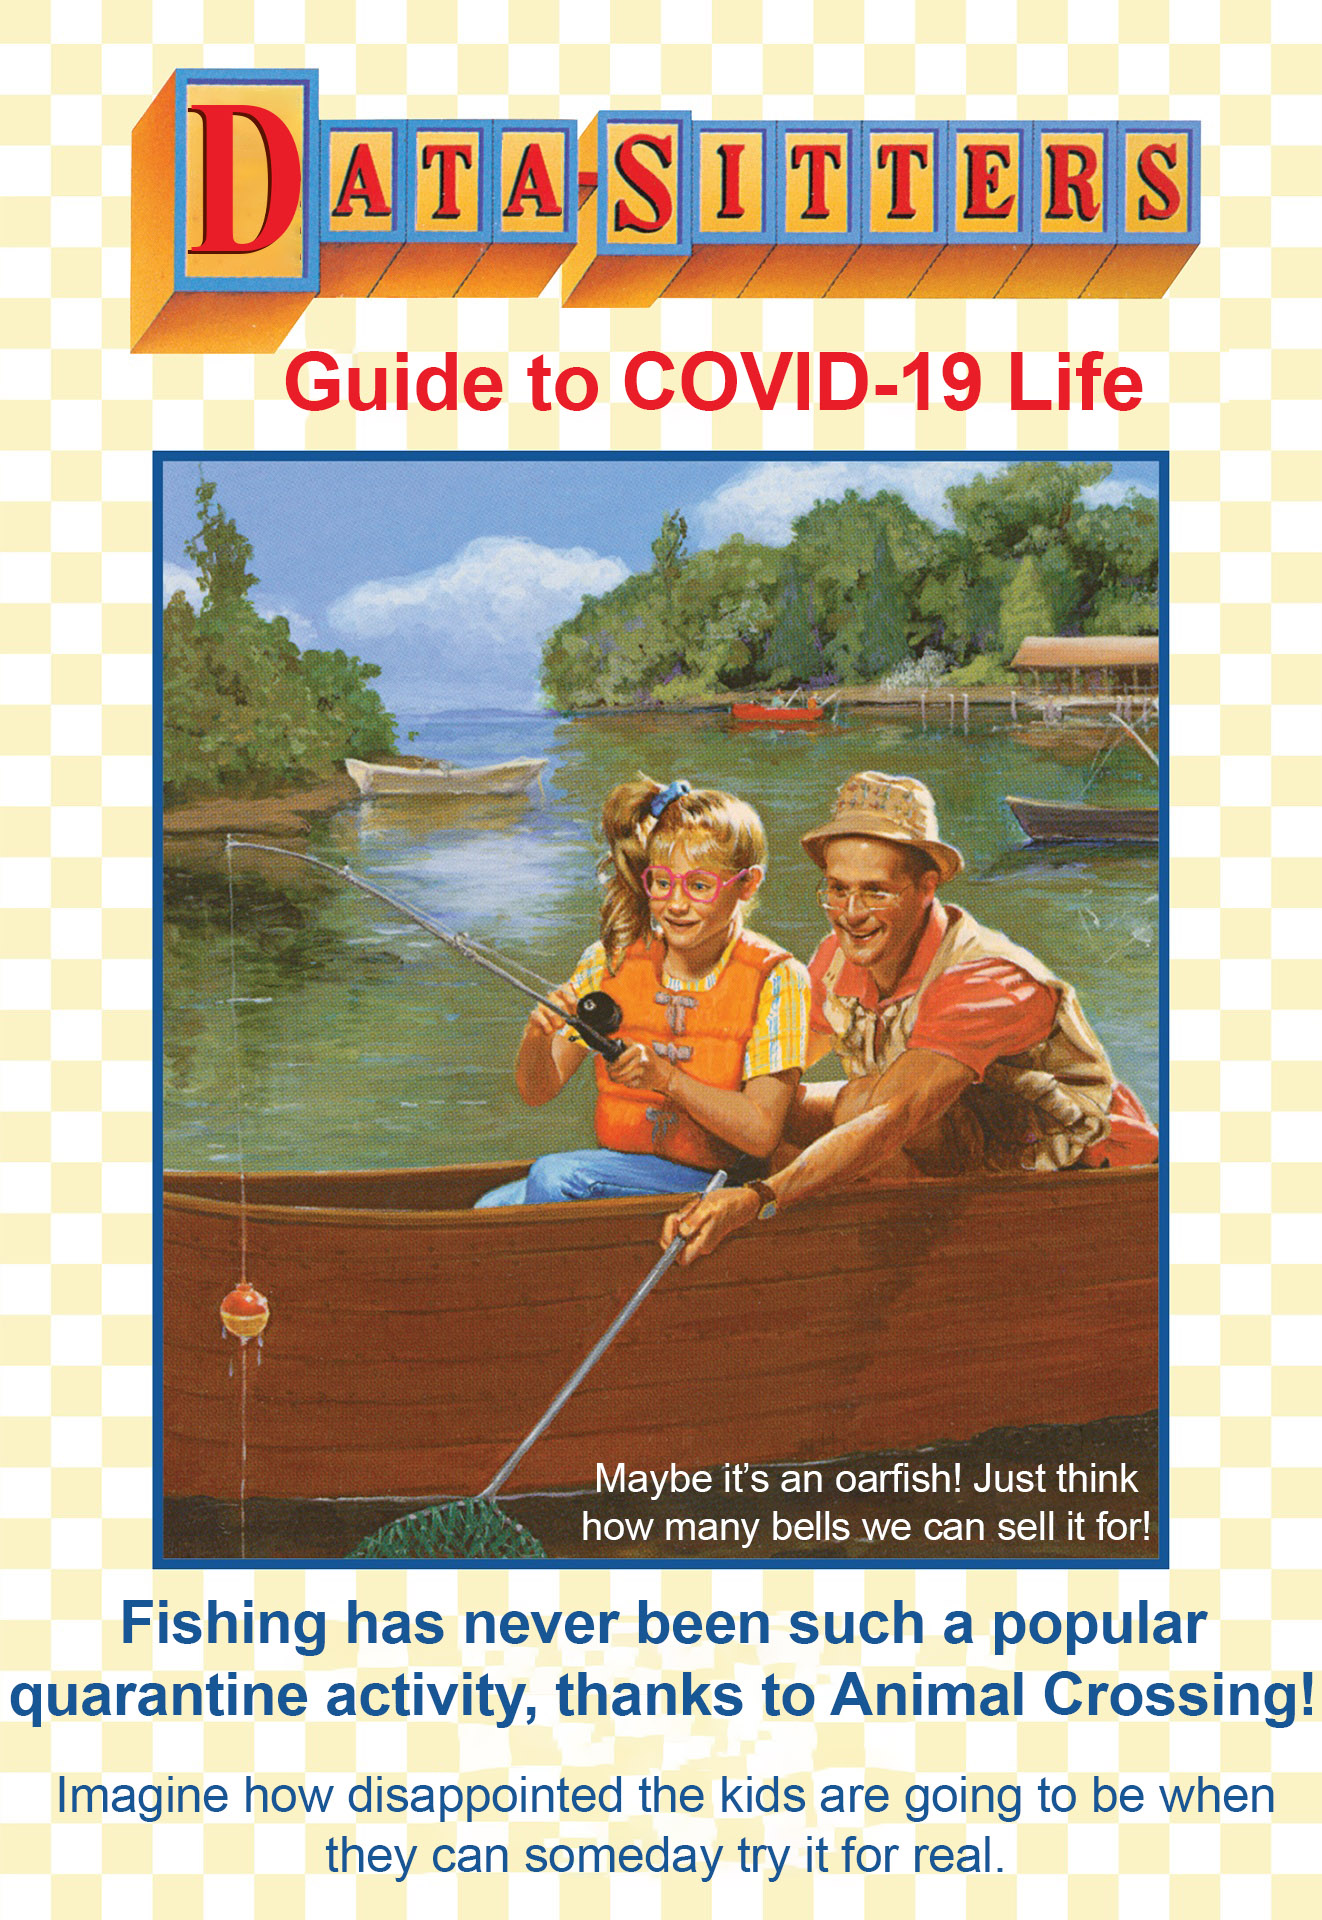 DATA-SITTERS
Guide to COVID-19 Life
Maybe it’s an oarfish! Just think
how many bells we can sell it for!
Fishing has never been such a popular
quarantine activity, thanks to Animal Crossing!
Imagine how disappointed the kids are going to be when
they can someday try it for real.